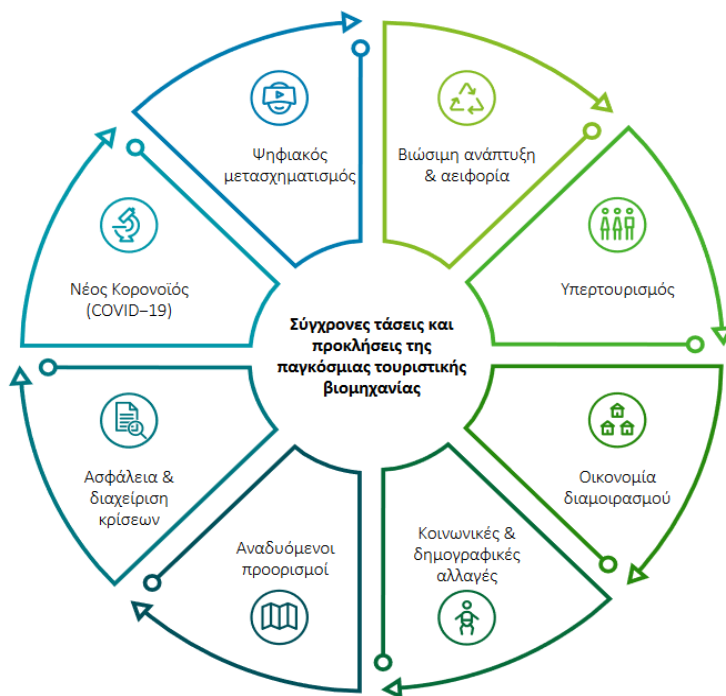 Ψηφιακός
μετασχηματισμός
Βιώσιμη ανάπτυξη
& αειφορία
Υπερτουρισμός
Οικονομία
διαμοιρασμού
Κοινωνικές &
δημογραφικές
αλλαγές
Αναδυόμενοι
προορισμοί
Ασφάλεια &
διαχείριση
κρίσεων
Νέος Κορονοϊός
(COVID–19)
Σύγχρονες τάσεις και
προκλήσεις της
παγκόσμιας τουριστικής
βιομηχανίας